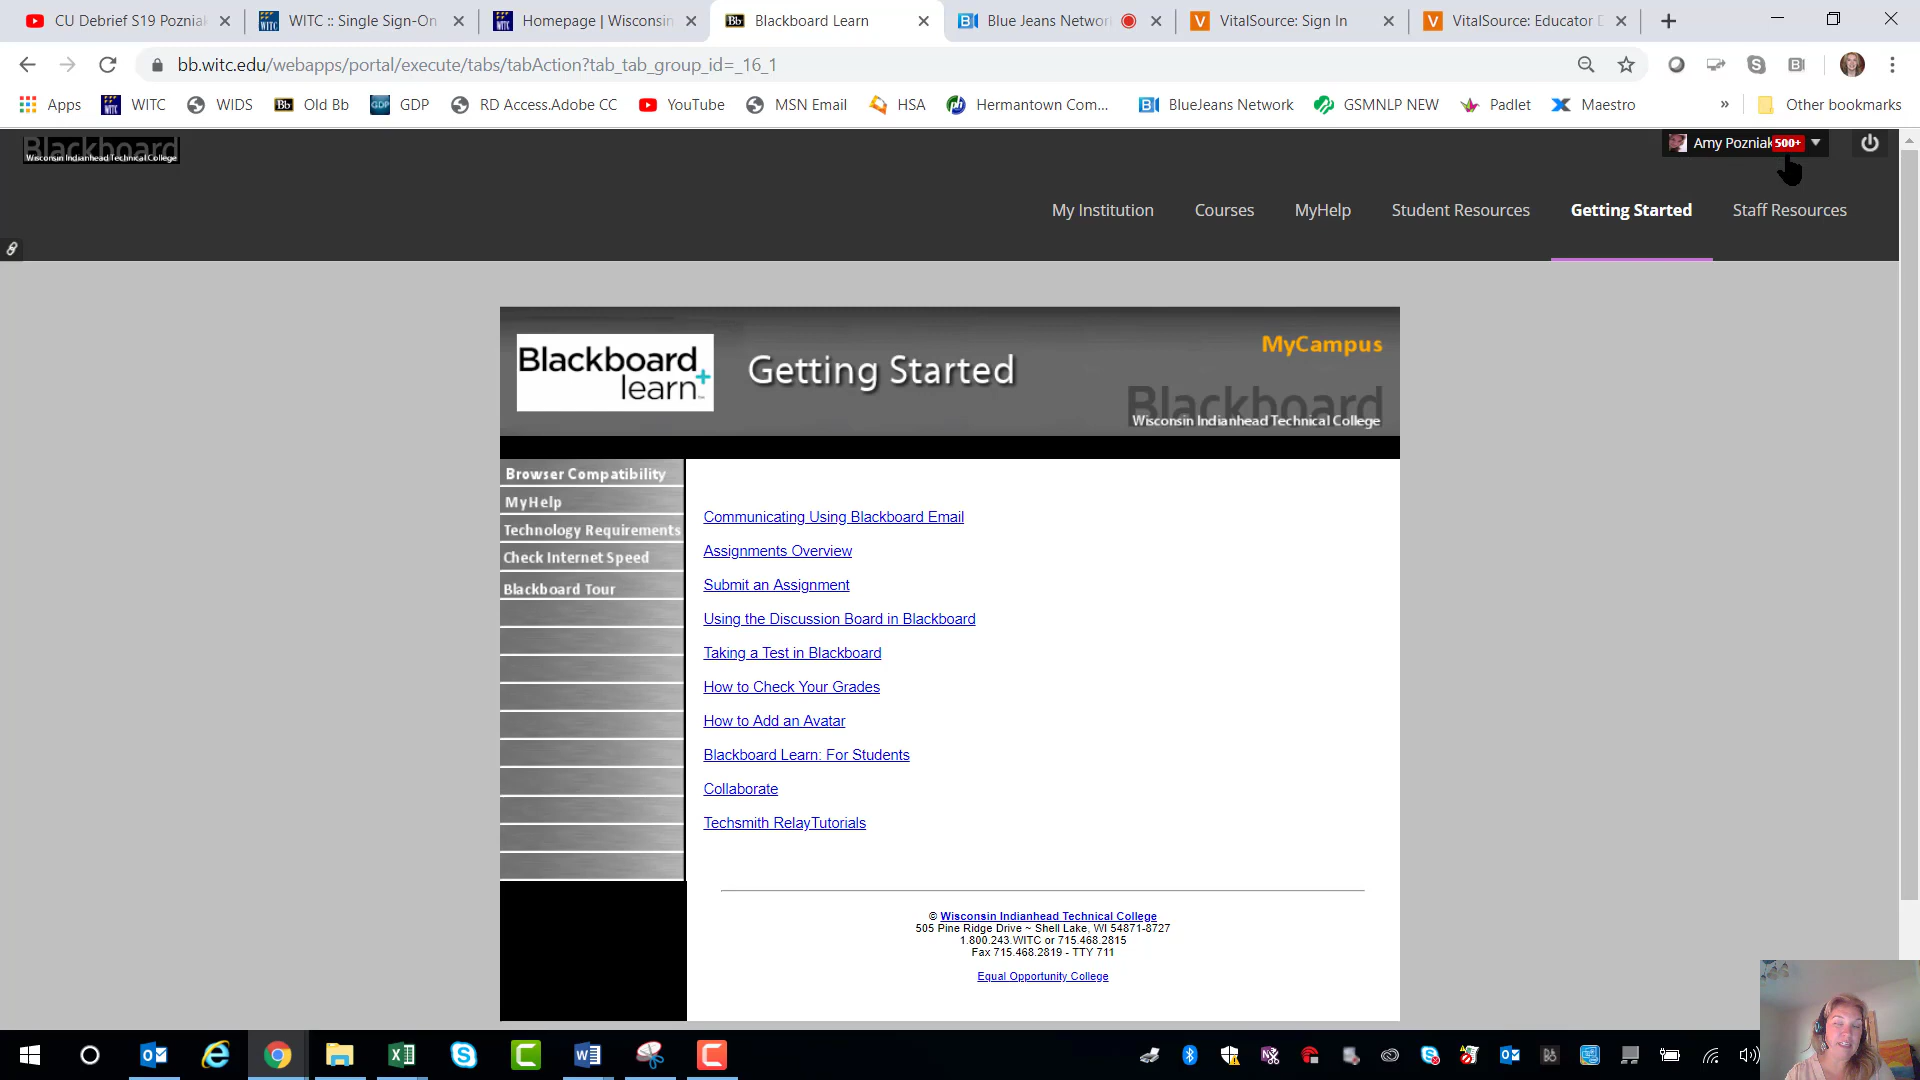 CU Debrief S19 Pozniak
WITC :: Single Sign-On
Homepage | Wisconsin
Blackboard Learn
Blue Jeans Network
VitalSource: Sign In
VitalSource: Educator D
bb.witc.edu/webapps/portal/execute/tabs/tabAction?tab_tab_group_id=_16_1
Apps
WITC
WIDS
Old Bb
GDP
RD Access.Adobe CC
YouTube
MSN Email
HSA
Hermantown Com...
BlueJeans Network
GSMNLP NEW
Padlet
Maestro
»
Other bookmarks
Blackboard
Wisconsin Indianhead Technical College
Amy Pozniak 500+
My Institution
Courses
MyHelp
Student Resources
Getting Started
Staff Resources
Blackboard
learn
Getting Started
MyCampus
Blackboard
Wisconsin Indianhead Technical College
Browser Compatibility
MyHelp
Technology Requirements
Check Internet Speed
Blackboard Tour
Communicating Using Blackboard Email
Assignments Overview
Submit an Assignment
Using the Discussion Board in Blackboard
Taking a Test in Blackboard
How to Check Your Grades
How to Add an Avatar
Blackboard Learn: For Students
Collaborate
Techsmith RelayTutorials
© Wisconsin Indianhead Technical College
505 Pine Ridge Drive ~ Shell Lake, WI 54871-8727
1.800.243.WITC or 715.468.2815
Fax 715.468.2819 - TTY 711
Equal Opportunity College